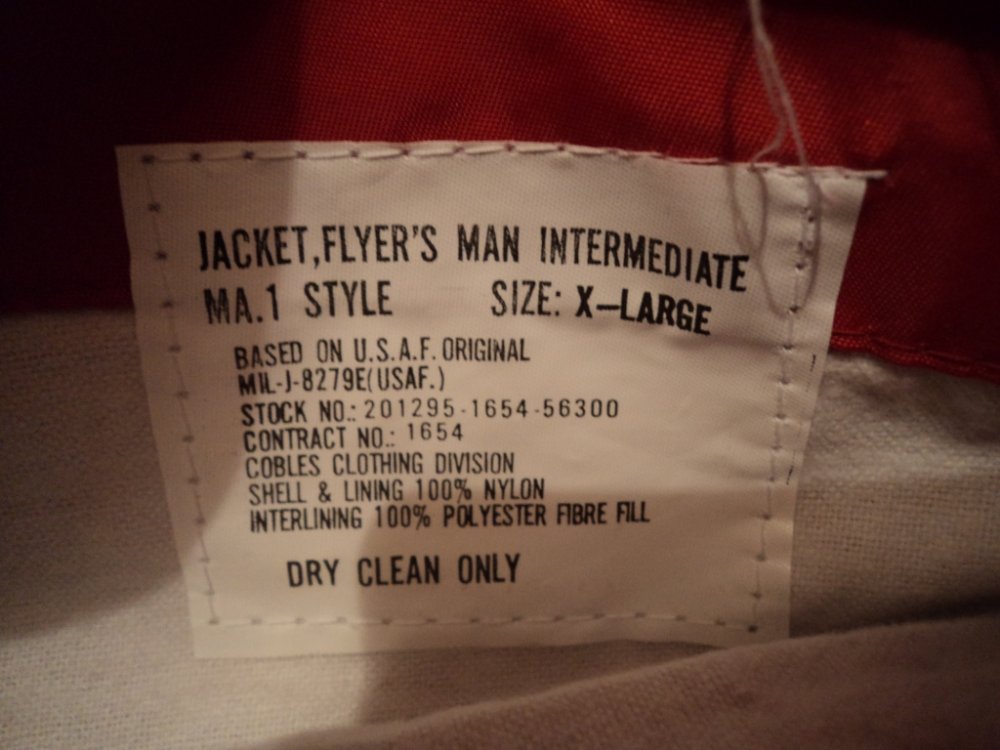 JACKET,FLYER'S MAN INTERMEDIATE
MA.1 STYLE SIZE: X-LARGE
BASED ON U.S.A.F. ORIGINAL
MIL-J-8279E(USAF.)
STOCK NO.: 201295-1654-56300
CONTRACT NO.: 1654
COBLES CLOTHING DIVISION
SHELL & LINING 100% NYLON
INTERLINING 100% POLYESTER FIBRE FILL
DRY CLEAN ONLY